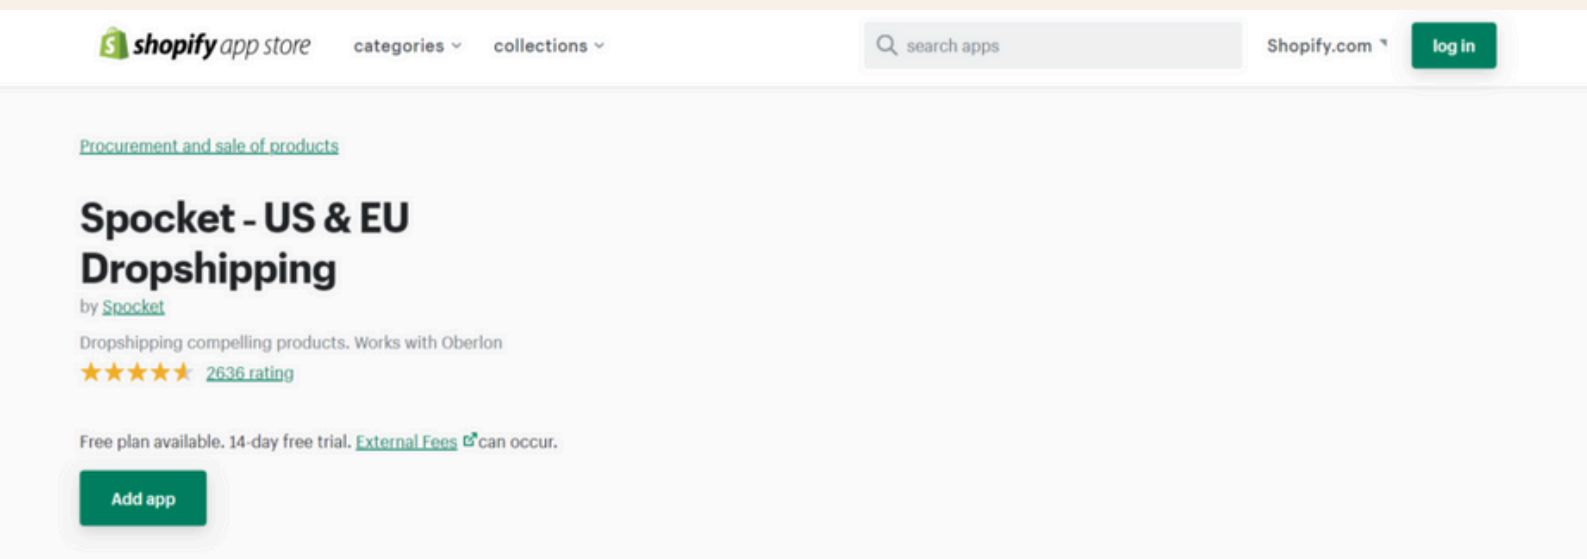 shopify app store categories collections search apps Shopify.com log in
Procurement and sale of products
Spocket - US & EU
Dropshipping
by Spocket
Dropshipping compelling products. Works with Oberlon
2636 rating
Free plan available. 14-day free trial. External Fees can occur.
Add app